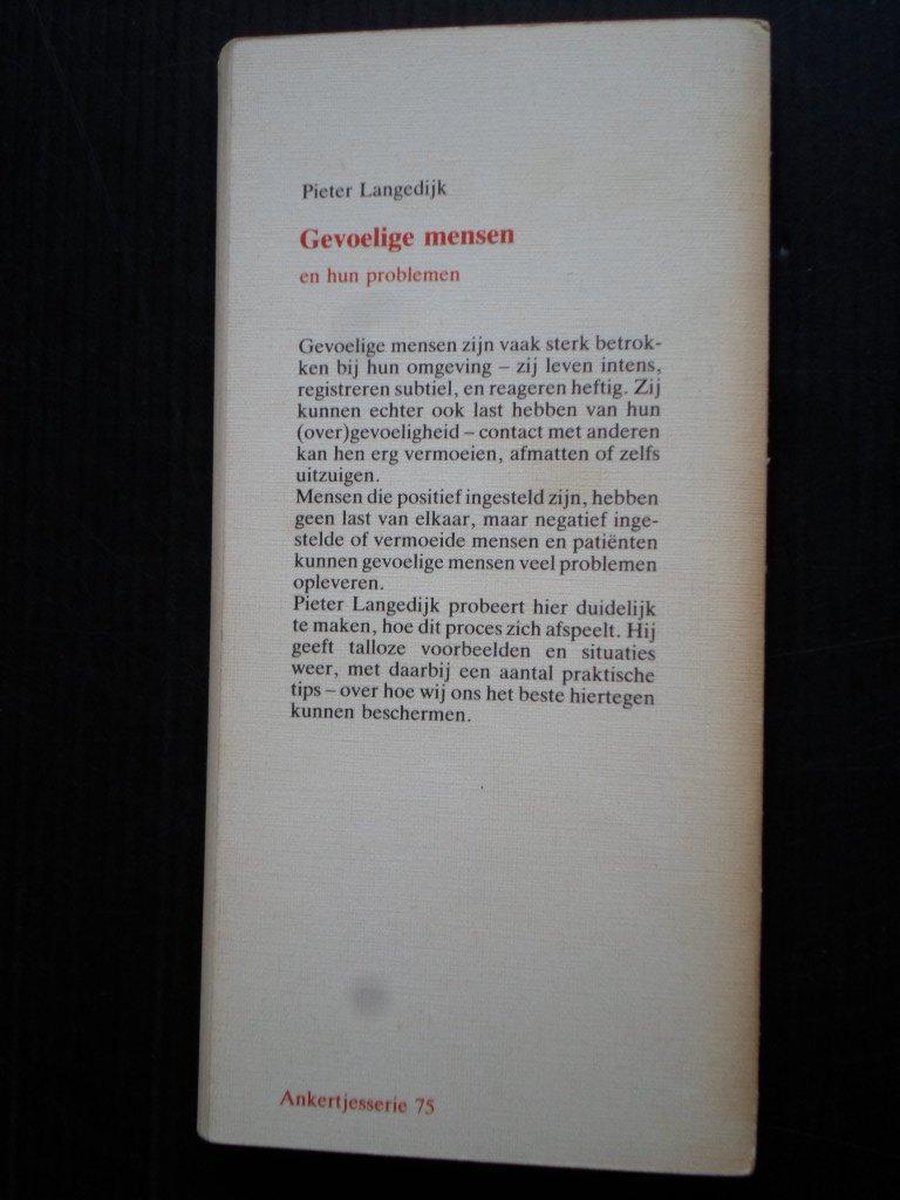 Pieter Langedijk
Gevoelige mensen
en hun problemen
Gevoelige mensen zijn vaak sterk betrok-
ken bij hun omgeving – zij leven intens,
registreren subtiel, en reageren heftig. Zij
kunnen echter ook last hebben van hun
(over)gevoeligheid – contact met anderen
kan hen erg vermoeien, afmatten of zelfs
uitzuigen.
Mensen die positief ingesteld zijn, hebben
geen last van elkaar, maar negatief inge-
stelde of vermoeide mensen en patiënten
kunnen gevoelige mensen veel problemen
opleveren.
Pieter Langedijk probeert hier duidelijk
te maken, hoe dit proces zich afspeelt. Hij
geeft talloze voorbeelden en situaties
weer, met daarbij een aantal praktische
tips – over hoe wij ons het beste hiertegen
kunnen beschermen.
Ankertjesserie 75